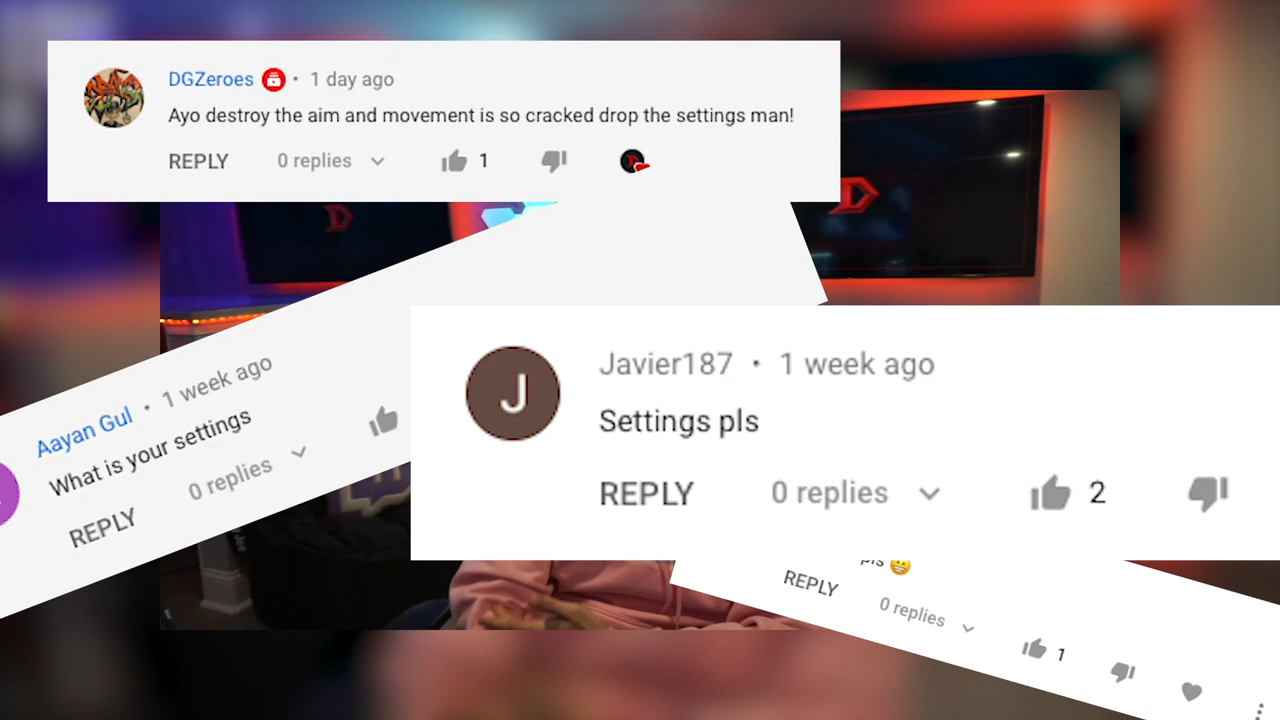 DGZeroes • 1 day ago
Ayo destroy the aim and movement is so cracked drop the settings man!
REPLY 0 replies 1
Aayan Gul • 1 week ago
What is your settings
REPLY 0 replies
J
Javier187 • 1 week ago
Settings pls
REPLY 0 replies 2
pls 😬
REPLY 0 replies 1